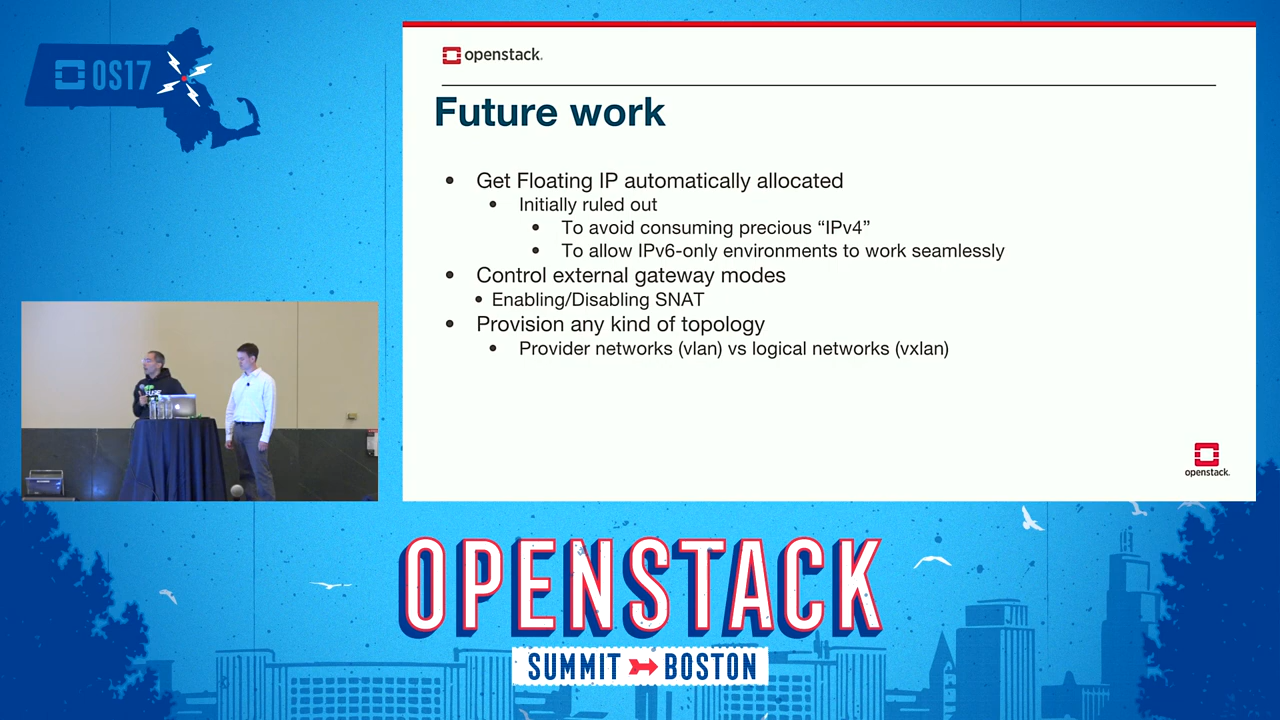 OS17
openstack.
Future work
• Get Floating IP automatically allocated
• Initially ruled out
• To avoid consuming precious “IPv4”
• To allow IPv6-only environments to work seamlessly
• Control external gateway modes
• Enabling/Disabling SNAT
• Provision any kind of topology
• Provider networks (vlan) vs logical networks (vxlan)
openstack.
OPENSTACK
SUMMIT BOSTON